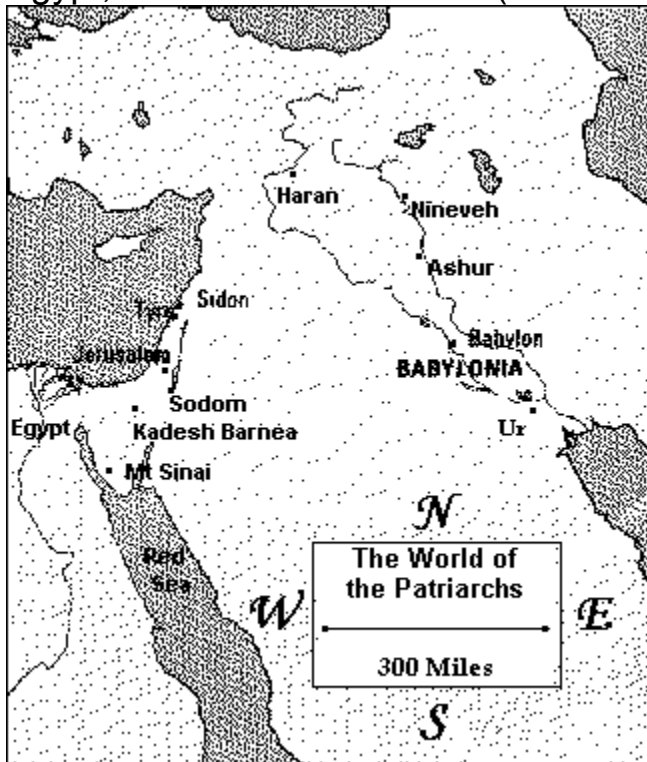 Haran
Nineveh
Ashur
Sidon
Tyre
Babylon
Jerusalem
BABYLONIA
Sodom
Egypt
Kadesh Barnea
Ur
Mt Sinai
N
Red
Sea
The World of
the Patriarchs
W
E
300 Miles
S